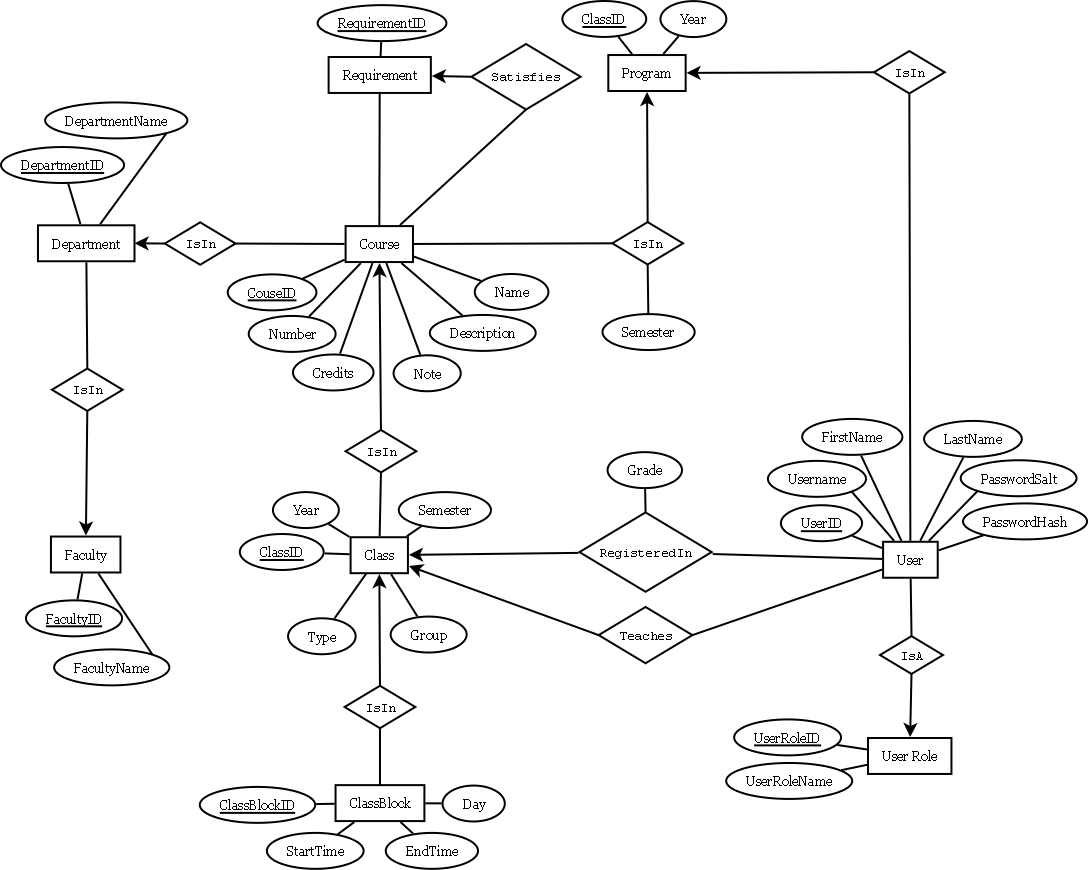 RequirementID
ClassID
Year
Requirement
Satisfies
Program
IsIn
DepartmentName
DepartmentID
Department
IsIn
Course
IsIn
CouseID
Name
Number
Description
Semester
Credits
Note
IsIn
IsIn
FirstName
LastName
Grade
Username
PasswordSalt
Year
Semester
UserID
PasswordHash
Faculty
ClassID
Class
RegisteredIn
User
FacultyID
Type
Group
Teaches
FacultyName
IsA
IsIn
UserRoleID
User Role
UserRoleName
ClassBlockID
ClassBlock
Day
StartTime
EndTime